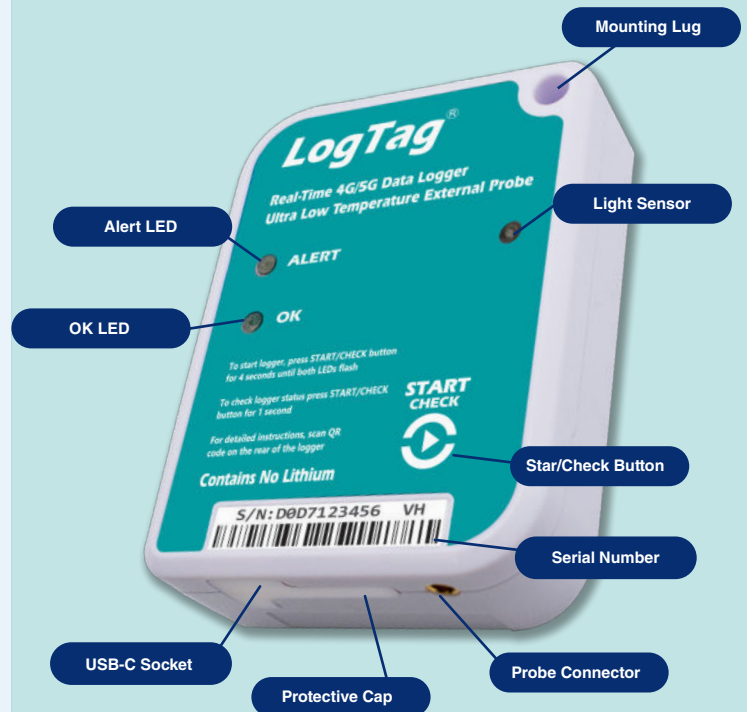 Mounting Lug
LogTag®
Real-Time 4G/5G Data Logger
Ultra Low Temperature External Probe
Light Sensor
Alert LED
ALERT
OK LED
OK
To start logger, press START/CHECK button
for 4 seconds until both LEDs flash
To check logger status press START/CHECK
button for 1 second
For detailed instructions, scan QR
code on the rear of the logger
START
CHECK
Star/Check Button
Contains No Lithium
S/N:D0D7123456 VH
Serial Number
USB-C Socket
Probe Connector
Protective Cap